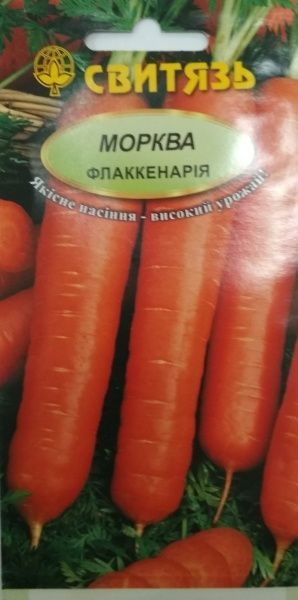 СВИТЯЗЬ
МОРКВА
ФЛАККЕНАРІЯ
Якісне насіння - високий урожай!